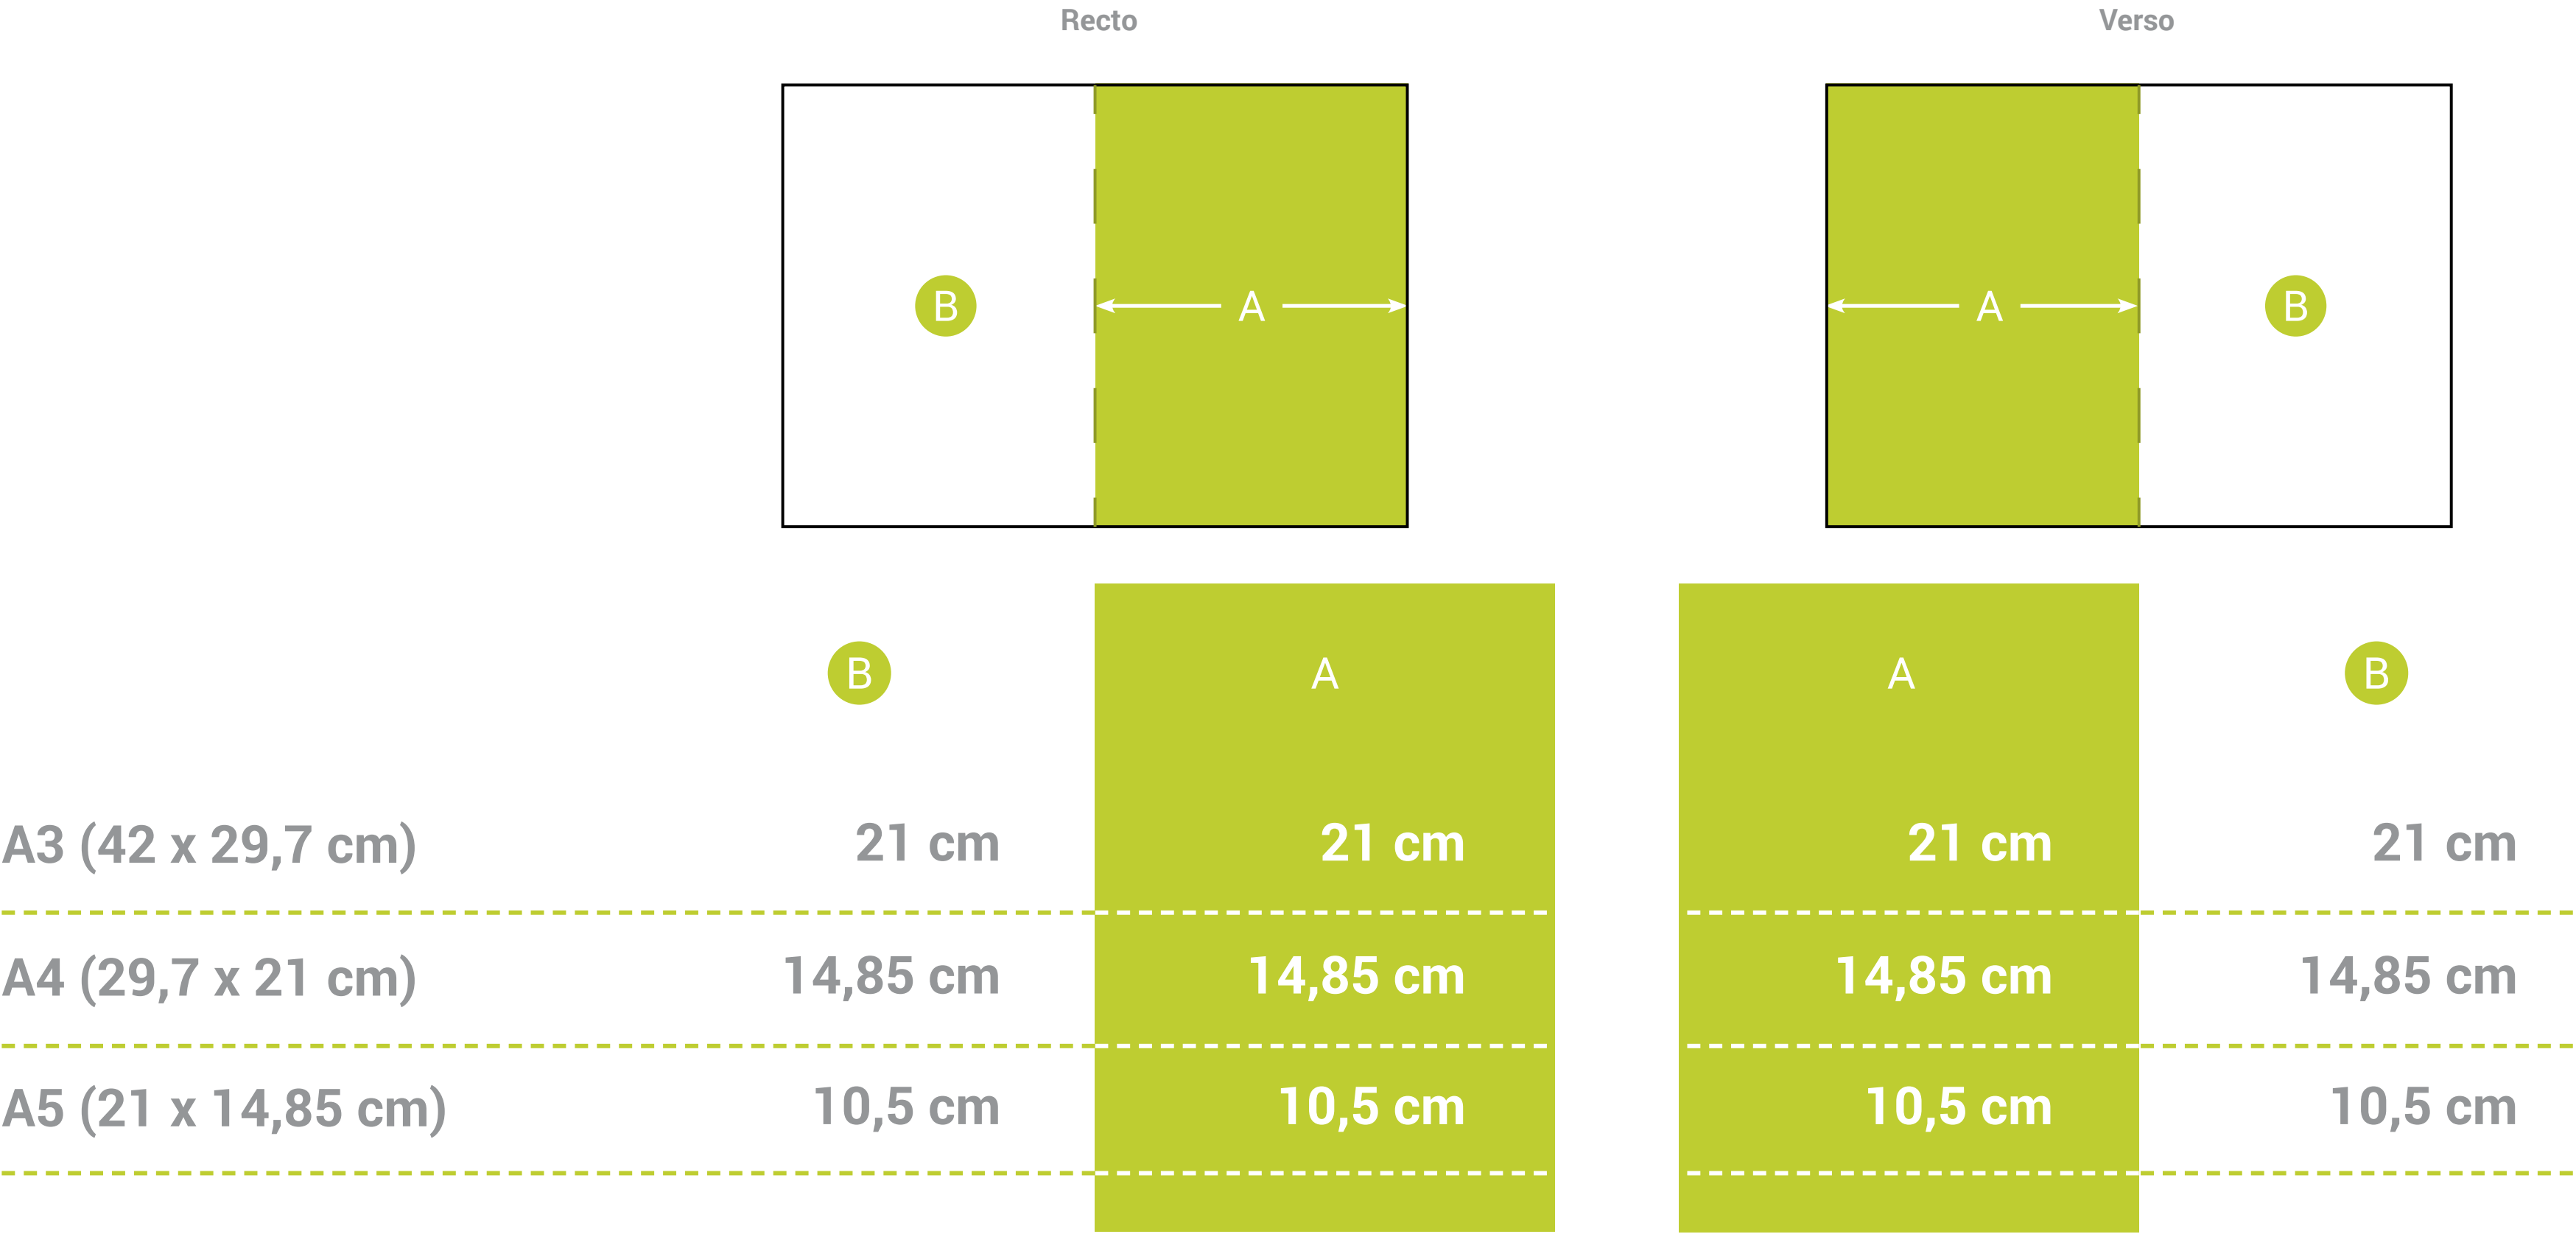 Recto Verso
B A A B
B A A B
A3 (42 x 29,7 cm) 21 cm 21 cm 21 cm 21 cm
A4 (29,7 x 21 cm) 14,85 cm 14,85 cm 14,85 cm 14,85 cm
A5 (21 x 14,85 cm) 10,5 cm 10,5 cm 10,5 cm 10,5 cm